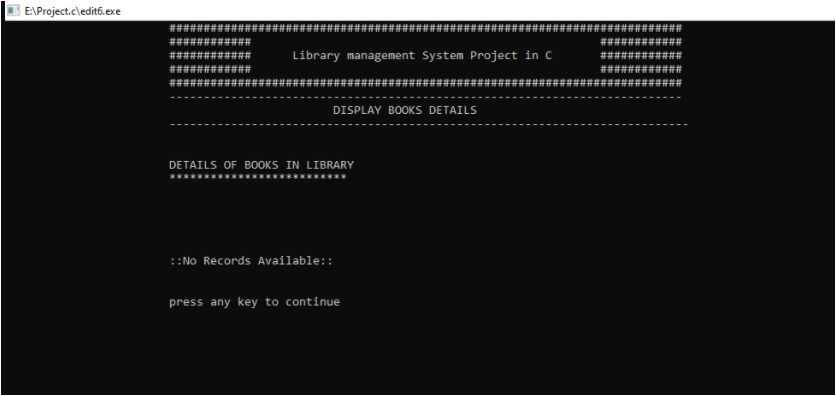 E:\Project.c\edit6.exe
###########################################################################
############                                                   ############
############      Library management System Project in C       ############
############                                                   ############
###########################################################################
---------------------------------------------------------------------------
DISPLAY BOOKS DETAILS
----------------------------------------------------------------------------
DETAILS OF BOOKS IN LIBRARY
**************************
::No Records Available::
press any key to continue